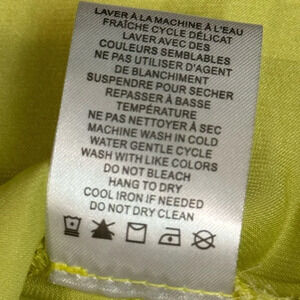 LAVER À LA MACHINE À L'EAU
FRAÎCHE CYCLE DÉLICAT
LAVER AVEC DES
COULEURS SEMBLABLES
NE PAS UTILISER D'AGENT
DE BLANCHIMENT
SUSPENDRE POUR SECHER
REPASSER À BASSE
TEMPÉRATURE
NE PAS NETTOYER À SEC
MACHINE WASH IN COLD
WATER GENTLE CYCLE
WASH WITH LIKE COLORS
DO NOT BLEACH
HANG TO DRY
COOL IRON IF NEEDED
DO NOT DRY CLEAN